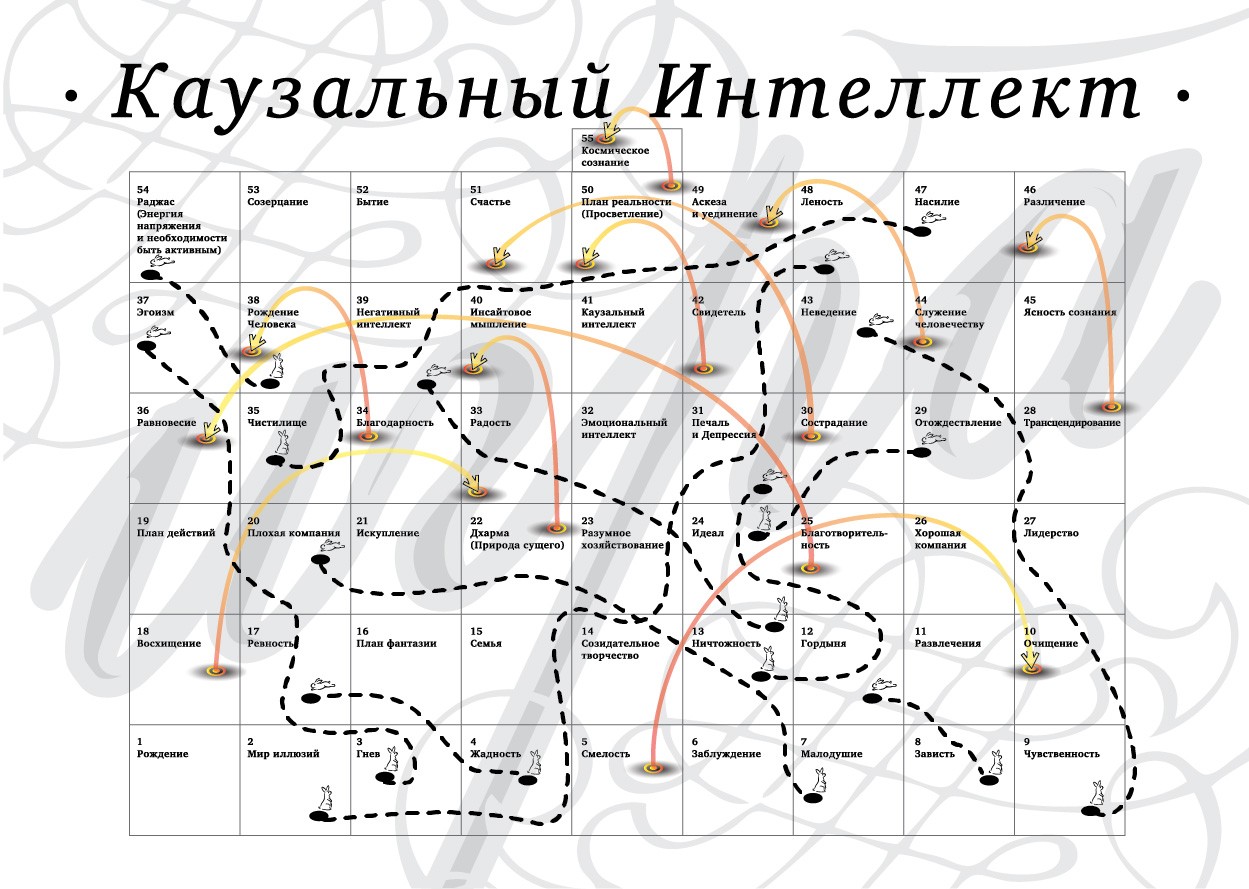 · Каузальный Интеллект ·
55
Космическое
сознание
54
Раджас
(Энергия
напряжения
и необходимости
быть активным)
53
Созерцание
52
Бытие
51
Счастье
50
План реальности
(Просветление)
49
Аскеза
и уединение
48
Леность
47
Насилие
46
Различение
37
Эгоизм
38
Рождение
Человека
39
Негативный
интеллект
40
Инсайтовое
мышление
41
Каузальный
интеллект
42
Свидетель
43
Неведение
44
Служение
человечеству
45
Ясность сознания
36
Равновесие
35
Чистилище
34
Благодарность
33
Радость
32
Эмоциональный
интеллект
31
Печаль
и Депрессия
30
Сострадание
29
Отождествление
28
Трансцендирование
19
План действий
20
Плохая компания
21
Искупление
22
Дхарма
(Природа сущего)
23
Разумное
хозяйствование
24
Идеал
25
Благотворитель-
ность
26
Хорошая
компания
27
Лидерство
18
Восхищение
17
Ревность
16
План фантазии
15
Семья
14
Созидательное
творчество
13
Ничтожность
12
Гордыня
11
Развлечения
10
Очищение
1
Рождение
2
Мир иллюзий
3
Гнев
4
Жадность
5
Смелость
6
Заблуждение
7
Малодушие
8
Зависть
9
Чувственность
игра